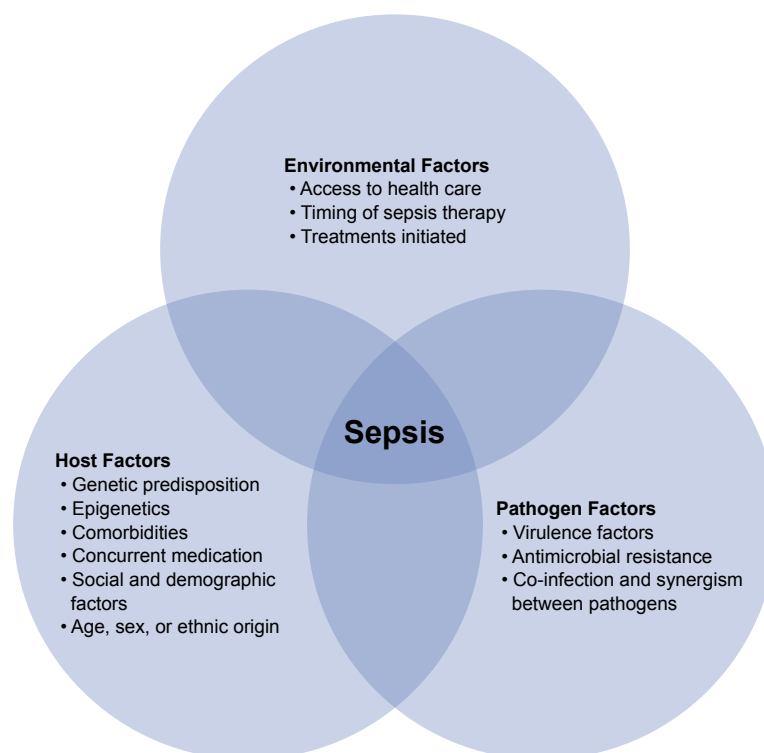 Environmental Factors
• Access to health care
• Timing of sepsis therapy
• Treatments initiated
Sepsis
Host Factors
• Genetic predisposition
• Epigenetics
• Comorbidities
• Concurrent medication
• Social and demographic
factors
• Age, sex, or ethnic origin
Pathogen Factors
• Virulence factors
• Antimicrobial resistance
• Co-infection and synergism
between pathogens